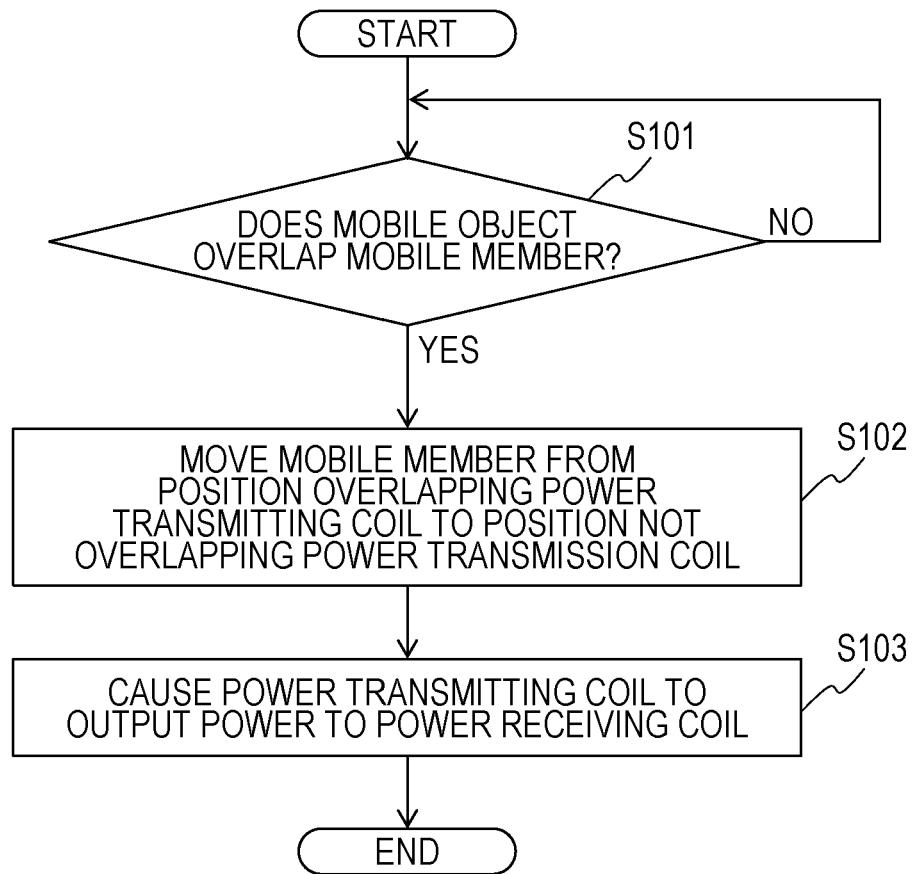 START
S101
DOES MOBILE OBJECT
OVERLAP MOBILE MEMBER?
NO
YES
S102
MOVE MOBILE MEMBER FROM
POSITION OVERLAPPING POWER
TRANSMITTING COIL TO POSITION NOT
OVERLAPPING POWER TRANSMISSION COIL
S103
CAUSE POWER TRANSMITTING COIL TO
OUTPUT POWER TO POWER RECEIVING COIL
END